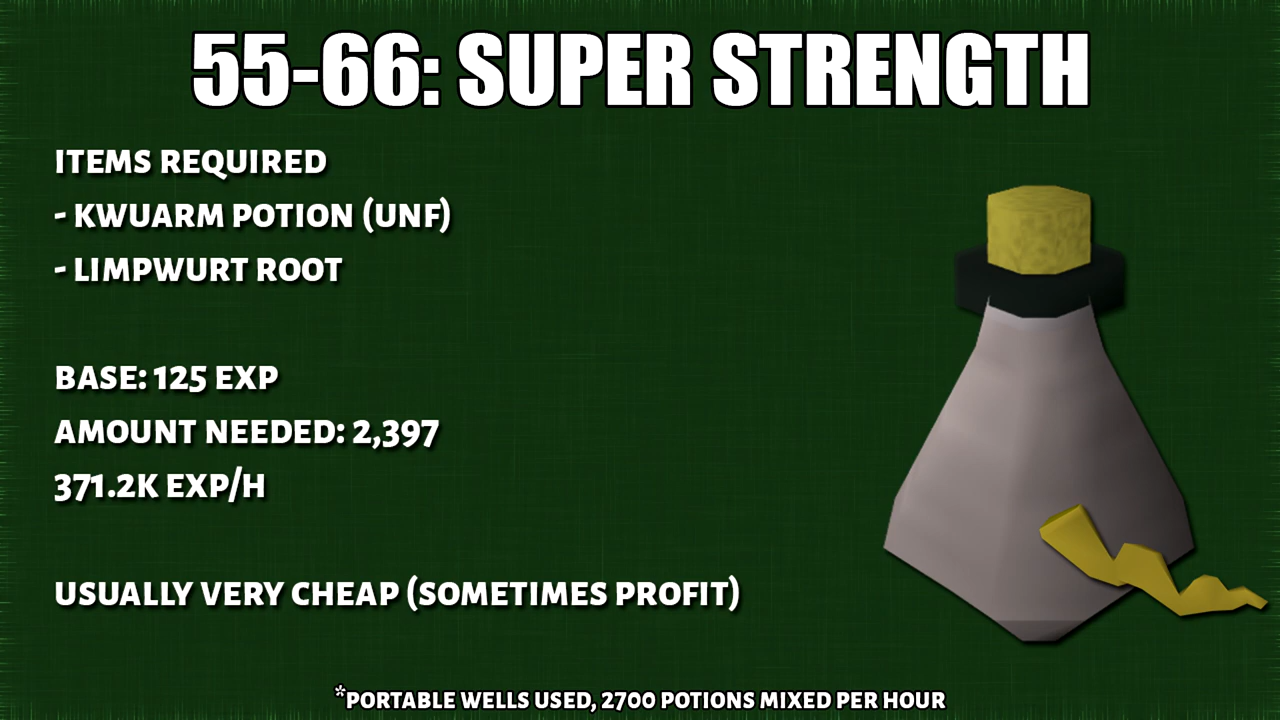 55-66: SUPER STRENGTH
ITEMS REQUIRED
- KWUARM POTION (UNF)
- LIMPWURT ROOT
BASE: 125 EXP
AMOUNT NEEDED: 2,397
371.2K EXP/H
USUALLY VERY CHEAP (SOMETIMES PROFIT)
*PORTABLE WELLS USED, 2700 POTIONS MIXED PER HOUR